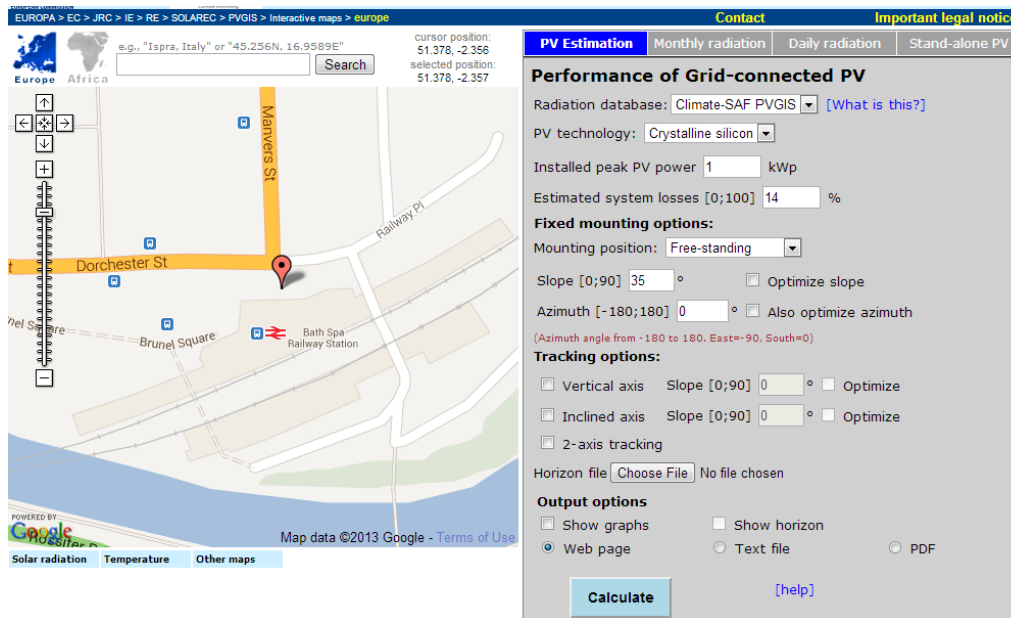 EUROPA > EC > JRC > IE > RE > SOLAREC > PVGIS > Interactive maps > europe
Contact
Important legal notice
Europe
Africa
e.g., "Ispra, Italy" or "45.256N, 16.9589E"
Search
cursor position:
51.378, -2.356
selected position:
51.378, -2.357
Manvers St
Railway Pl
Dorchester St
Brunel Square
Bath Spa
Railway Station
POWERED BY
Google
Map data ©2013 Google - Terms of Use
Solar radiation Temperature Other maps
PV Estimation Monthly radiation Daily radiation Stand-alone PV
Performance of Grid-connected PV
Radiation database: Climate-SAF PVGIS [What is this?]
PV technology: Crystalline silicon
Installed peak PV power 1 kWp
Estimated system losses [0;100] 14 %
Fixed mounting options:
Mounting position: Free-standing
Slope [0;90] 35 ° Optimize slope
Azimuth [-180;180] 0 ° Also optimize azimuth
(Azimuth angle from -180 to 180. East=-90, South=0)
Tracking options:
Vertical axis Slope [0;90] 0 ° Optimize
Inclined axis Slope [0;90] 0 ° Optimize
2-axis tracking
Horizon file Choose File No file chosen
Output options
Show graphs Show horizon
Web page Text file PDF
Calculate
[help]